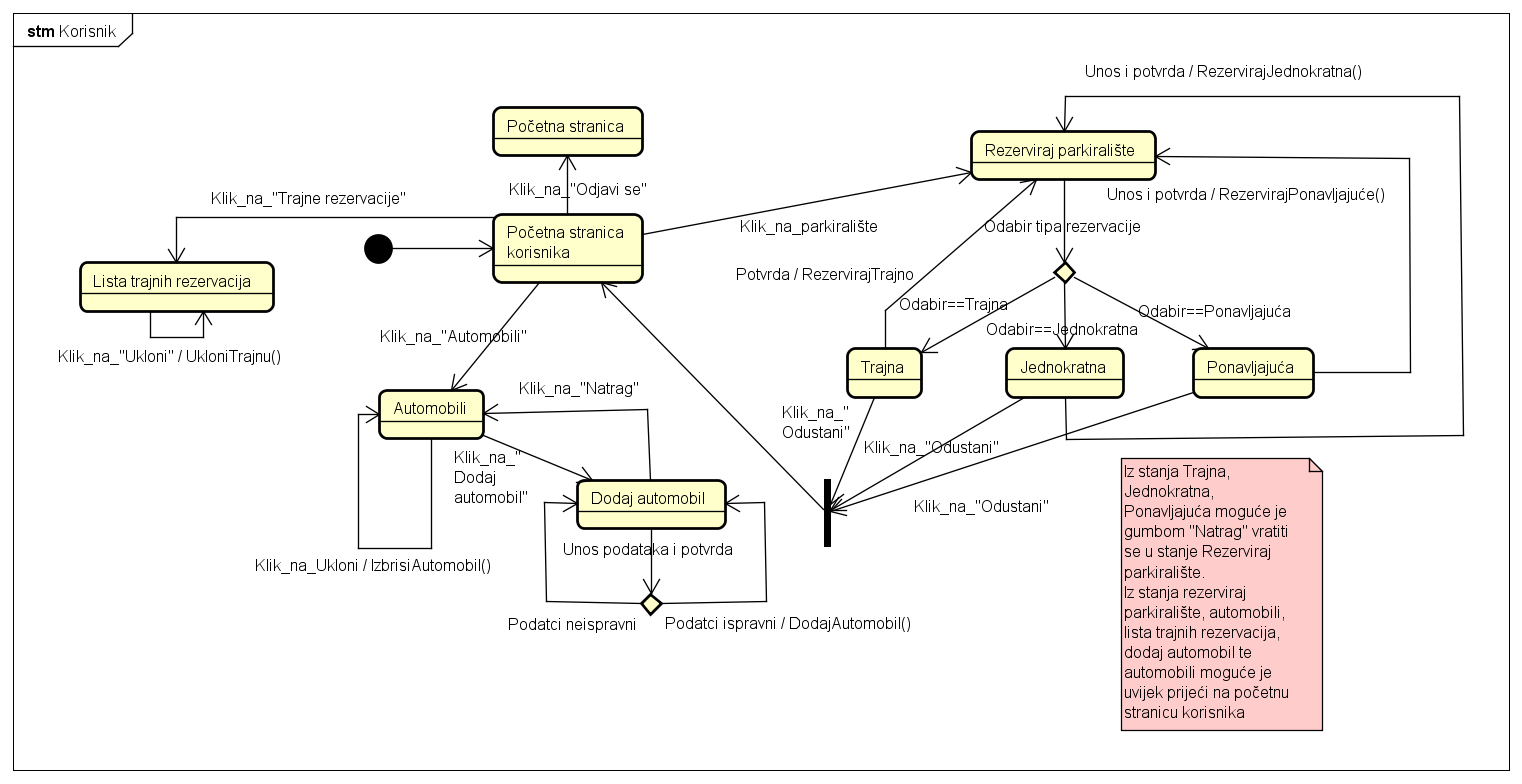 stm Korisnik
Unos i potvrda / RezervirajJednokratna()
Početna stranica
Rezerviraj parkiralište
Klik_na_"Odjavi se"
Klik_na_"Trajne rezervacije"
Unos i potvrda / RezervirajPonavljajuće()
Početna stranica
korisnika
Klik_na_parkiralište
Odabir tipa rezervacije
Lista trajnih rezervacija
Potvrda / RezervirajTrajno
Odabir==Trajna
Odabir==Jednokratna
Odabir==Ponavljajuća
Klik_na_"Ukloni" / UkloniTrajnu()
Klik_na_"Automobili"
Trajna
Jednokratna
Ponavljajuća
Klik_na_"Natrag"
Automobili
Klik_na_"
Odustani"
Klik_na_"Odustani"
Klik_na_"
Dodaj
automobil"
Dodaj automobil
Klik_na_"Odustani"
Unos podataka i potvrda
Klik_na_Ukloni / IzbrisiAutomobil()
Podatci neispravni
Podatci ispravni / DodajAutomobil()
Iz stanja Trajna,
Jednokratna,
Ponavljajuća moguće je
gumbom "Natrag" vratiti
se u stanje Rezerviraj
parkiralište.
Iz stanja rezerviraj
parkiralište, automobili,
lista trajnih rezervacija,
dodaj automobil te
automobili moguće je
uvijek prijeći na početnu
stranicu korisnika